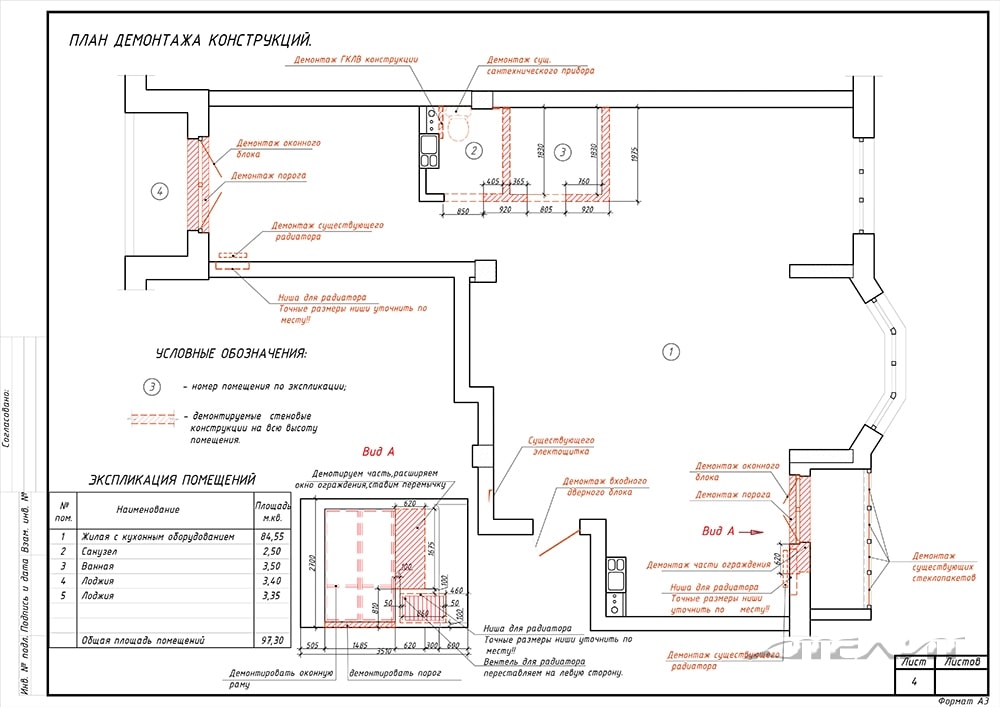 ПЛАН ДЕМОНТАЖА КОНСТРУКЦИЙ.
Демонтаж ГКЛВ конструкции
Демонтаж сущ.
сантехнического прибора
Демонтаж оконного
блока
Демонтаж порога
4
2
3
1830
1830
1975
405
365
760
850
920
805
920
Демонтаж существующего
радиатора
Ниша для радиатора
Точные размеры ниши уточнить по
месту!!
1
УСЛОВНЫЕ ОБОЗНАЧЕНИЯ:
3
- номер помещения по экспликации;
- демонтируемые стеновые
конструкции на всю высоту
помещения.
Согласовано:
Взам. инв. №
Подпись и дата
Инв. № подл.
ЭКСПЛИКАЦИЯ ПОМЕЩЕНИЙ
№ пом. Наименование Площадь м.кв.
1 Жилая с кухонным оборудованием 84,55
2 Санузел 2,50
3 Ванная 3,50
4 Лоджия 3,40
5 Лоджия 3,35
Общая площадь помещений 97,30
Вид А
Демотируем часть,расширяем
окно ограждения,ставим перемычку
620
2700
1675
100
100
810
460
50
50
860
100
505
1485
620
300
600
3510
Ниша для радиатора
Точные размеры ниши уточнить по
месту!!
Вентель для радиатора
переставляем на левую сторону.
Демонтировать оконную
раму
демонтировать порог
Существующего
электощитка
Демонтаж входного
дверного блока
Демонтаж оконного
блока
Демонтаж порога
Вид А
620
Демонтаж части ограждения
Ниша для радиатора
Точные размеры ниши
уточнить по месту!!
Демонтаж
существующих
стеклопакетов
Демонтаж существующего
радиатора
ОТЕЛИТ
Лист
Листов
4
Формат А3